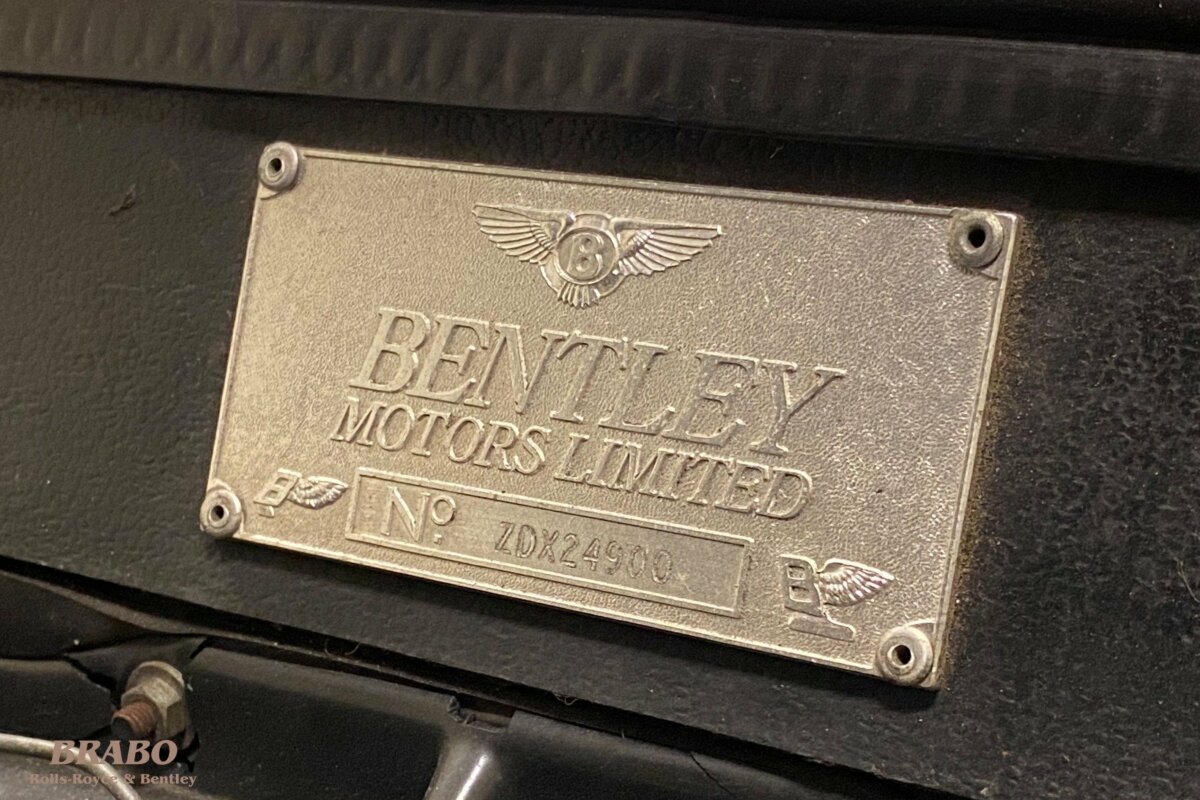 B
BENTLEY
MOTORS LIMITED
B
Nº. ZDX24900
B
BRABO
Rolls-Royce & Bentley